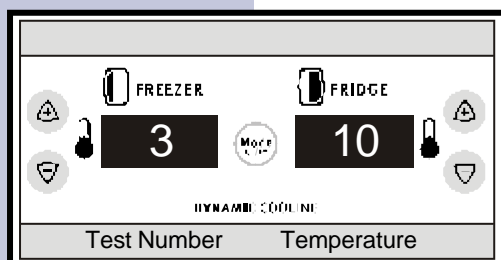 FREEZER FRIDGE
3 10
DYNAMIC COOLING
Test Number Temperature